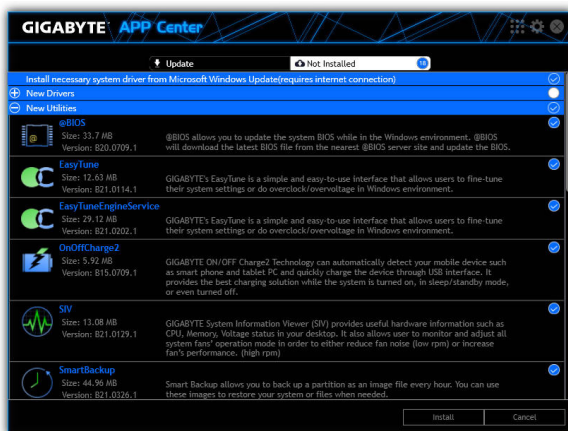 GIGABYTE APP Center
Update
Not Installed 18
Install necessary system driver from Microsoft Windows Update(requires internet connection)
New Drivers
New Utilities
@BIOS
Size: 33.7 MB
Version: B20.0709.1
@BIOS allows you to update the system BIOS while in the Windows environment. @BIOS
will download the latest BIOS file from the nearest @BIOS server site and update the BIOS.
EasyTune
Size: 12.63 MB
Version: B21.0114.1
GIGABYTE's EasyTune is a simple and easy-to-use interface that allows users to fine-tune
their system settings or do overclock/overvoltage in Windows environment.
EasyTuneEngineService
Size: 29.12 MB
Version: B21.0202.1
GIGABYTE's EasyTune is a simple and easy-to-use interface that allows users to fine-tune
their system settings or do overclock/overvoltage in Windows environment.
OnOffCharge2
Size: 5.92 MB
Version: B15.0709.1
GIGABYTE ON/OFF Charge2 Technology can automatically detect your mobile device such
as smart phone and tablet PC and quickly charge the device through USB interface. It
provides the best charging solution while the system is turned on, in sleep/standby mode,
or even turned off.
SIV
Size: 13.08 MB
Version: B21.0129.1
GIGABYTE System Information Viewer (SIV) provides useful hardware information such as
CPU, Memory, Voltage status in your desktop. It also allows user to monitor and adjust all
system fans' operation mode in order to either reduce fan noise (low rpm) or increase
fan's performance. (high rpm)
SmartBackup
Size: 44.96 MB
Version: B21.0326.1
Smart Backup allows you to back up a partition as an image file every hour. You can use
these images to restore your system or files when needed.
Install
Cancel